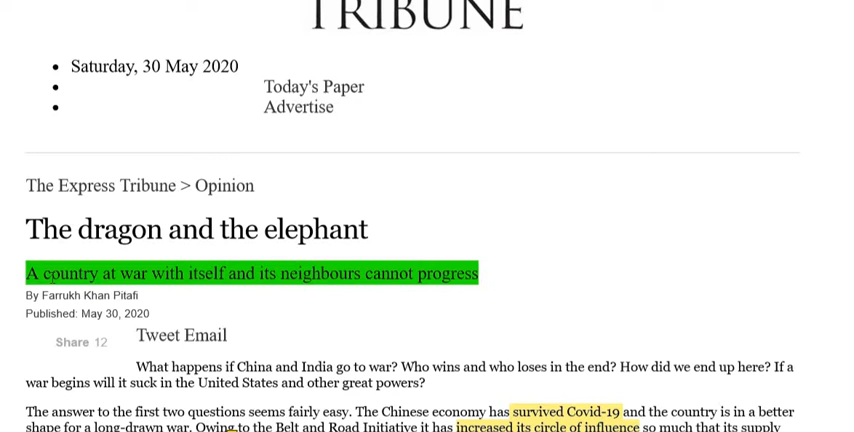 TRIBUNE
Saturday, 30 May 2020
Today's Paper
Advertise
The Express Tribune > Opinion
The dragon and the elephant
A country at war with itself and its neighbours cannot progress
By Farrukh Khan Pitafi
Published: May 30, 2020
Share 12 Tweet Email
What happens if China and India go to war? Who wins and who loses in the end? How did we end up here? If a
war begins will it suck in the United States and other great powers?
The answer to the first two questions seems fairly easy. The Chinese economy has survived Covid-19 and the country is in a better
shape for a long-drawn war. Owing to the Belt and Road Initiative it has increased its circle of influence so much that its supply